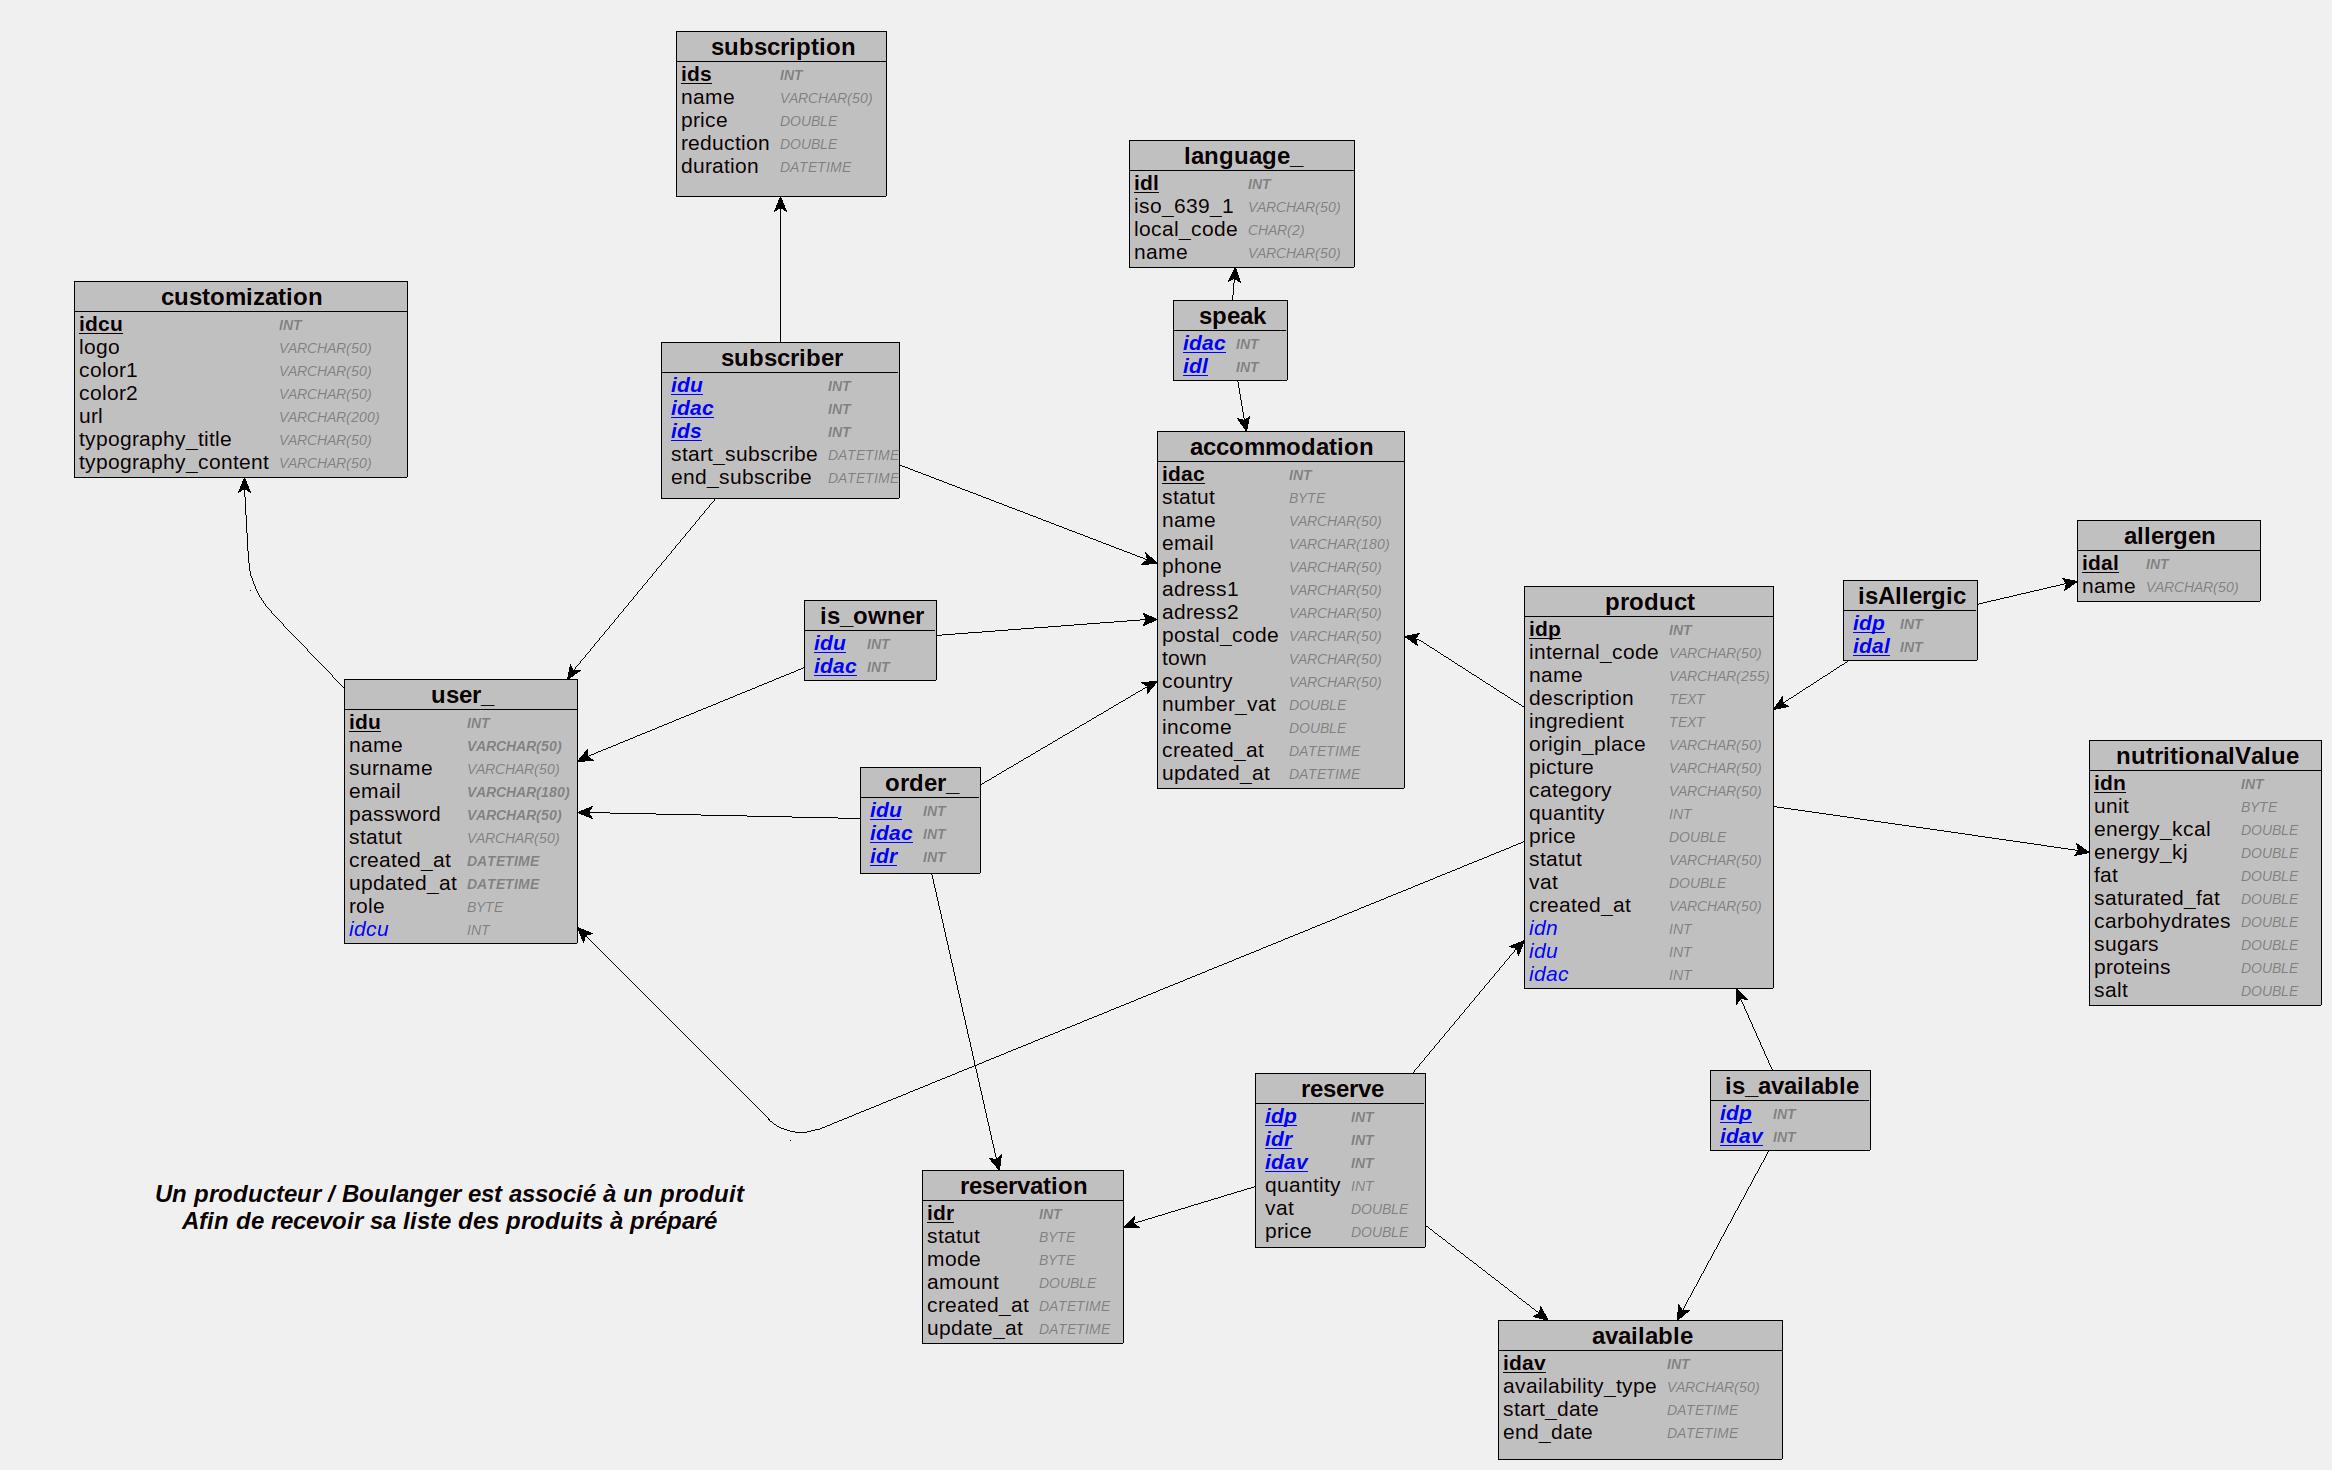 subscription
ids INT
name VARCHAR(50)
price DOUBLE
reduction DOUBLE
duration DATETIME
language_
idl INT
iso_639_1 VARCHAR(50)
local_code CHAR(2)
name VARCHAR(50)
customization
idcu INT
logo VARCHAR(50)
color1 VARCHAR(50)
color2 VARCHAR(50)
url VARCHAR(200)
typography_title VARCHAR(50)
typography_content VARCHAR(50)
subscriber
idu INT
idac INT
ids INT
start_subscribe DATETIME
end_subscribe DATETIME
speak
idac INT
idl INT
accommodation
idac INT
statut BYTE
name VARCHAR(50)
email VARCHAR(180)
phone VARCHAR(50)
adress1 VARCHAR(50)
adress2 VARCHAR(50)
postal_code VARCHAR(50)
town VARCHAR(50)
country VARCHAR(50)
number_vat DOUBLE
income DOUBLE
created_at DATETIME
updated_at DATETIME
allergen
idal INT
name VARCHAR(50)
isAllergic
idp INT
idal INT
product
idp INT
internal_code VARCHAR(50)
name VARCHAR(255)
description TEXT
ingredient TEXT
origin_place VARCHAR(50)
picture VARCHAR(50)
category VARCHAR(50)
quantity INT
price DOUBLE
statut VARCHAR(50)
vat DOUBLE
created_at VARCHAR(50)
idn INT
idu INT
idac INT
is_owner
idu INT
idac INT
user_
idu INT
name VARCHAR(50)
surname VARCHAR(50)
email VARCHAR(180)
password VARCHAR(50)
statut VARCHAR(50)
created_at DATETIME
updated_at DATETIME
role BYTE
idcu INT
order_
idu INT
idac INT
idr INT
nutritionalValue
idn INT
unit BYTE
energy_kcal DOUBLE
energy_kj DOUBLE
fat DOUBLE
saturated_fat DOUBLE
carbohydrates DOUBLE
sugars DOUBLE
proteins DOUBLE
salt DOUBLE
reserve
idp INT
idr INT
idav INT
quantity INT
vat DOUBLE
price DOUBLE
is_available
idp INT
idav INT
Un producteur / Boulanger est associé à un produit
Afin de recevoir sa liste des produits à préparé
reservation
idr INT
statut BYTE
mode BYTE
amount DOUBLE
created_at DATETIME
update_at DATETIME
available
idav INT
availability_type VARCHAR(50)
start_date DATETIME
end_date DATETIME